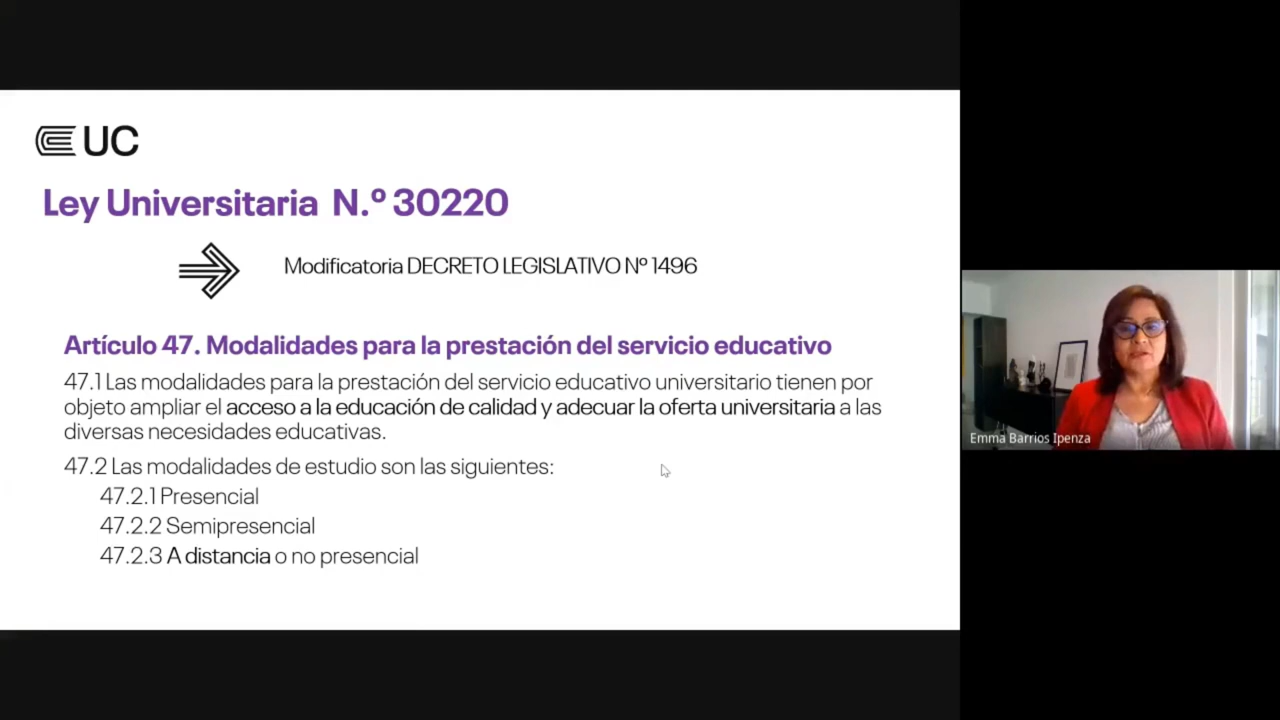 UC
Ley Universitaria N.º 30220
Modificatoria DECRETO LEGISLATIVO Nº 1496
Artículo 47. Modalidades para la prestación del servicio educativo
47.1 Las modalidades para la prestación del servicio educativo universitario tienen por
objeto ampliar el acceso a la educación de calidad y adecuar la oferta universitaria a las
diversas necesidades educativas.
47.2 Las modalidades de estudio son las siguientes:
47.2.1 Presencial
47.2.2 Semipresencial
47.2.3 A distancia o no presencial
Emma Barrios Ipenza